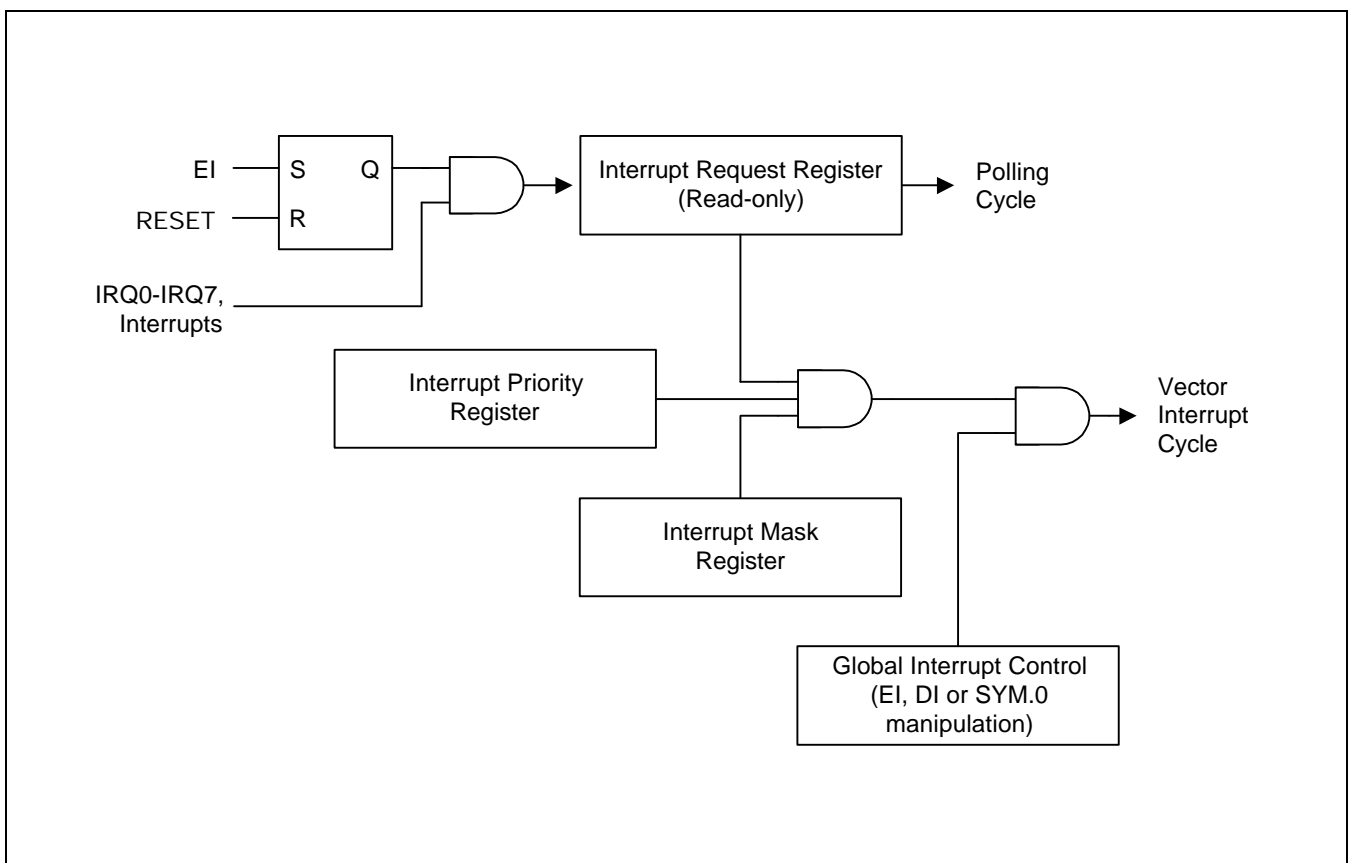 EI
S
Q
RESET
R
IRQ0-IRQ7,
Interrupts
Interrupt Request Register
(Read-only)
Polling
Cycle
Interrupt Priority
Register
Vector
Interrupt
Cycle
Interrupt Mask
Register
Global Interrupt Control
(EI, DI or SYM.0
manipulation)